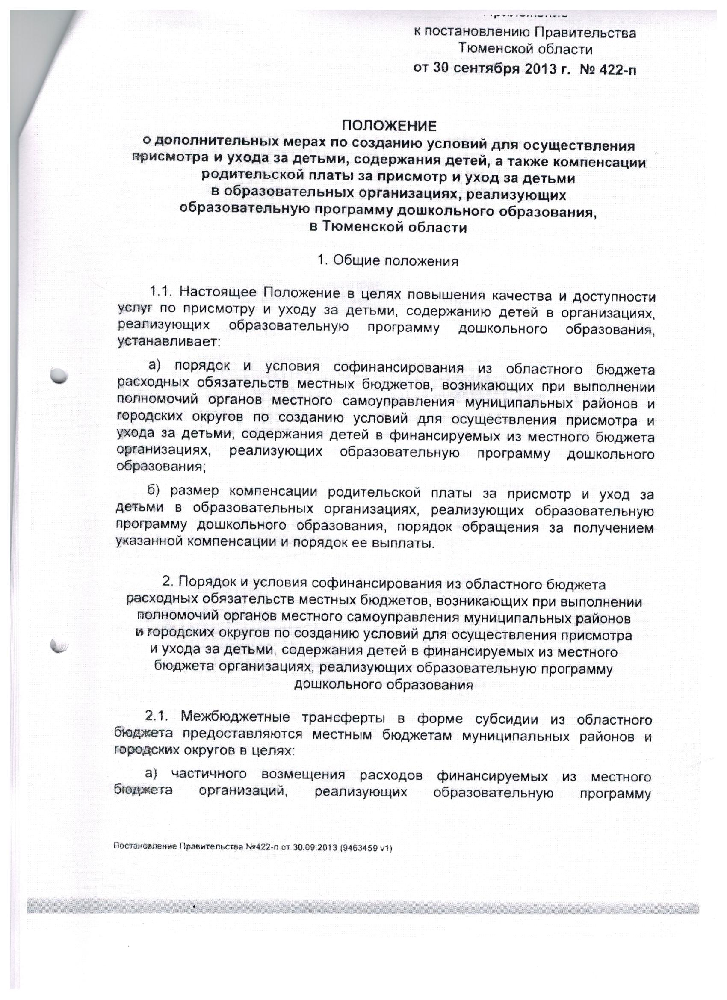 к постановлению Правительства
Тюменской области
от 30 сентября 2013 г. № 422-п
ПОЛОЖЕНИЕ
о дополнительных мерах по созданию условий для осуществления
присмотра и ухода за детьми, содержания детей, а также компенсации
родительской платы за присмотр и уход за детьми
в образовательных организациях, реализующих
образовательную программу дошкольного образования,
в Тюменской области
1. Общие положения
1.1. Настоящее Положение в целях повышения качества и доступности
услуг по присмотру и уходу за детьми, содержанию детей в организациях,
реализующих образовательную программу дошкольного образования,
устанавливает:
а) порядок и условия софинансирования из областного бюджета
расходных обязательств местных бюджетов, возникающих при выполнении
полномочий органов местного самоуправления муниципальных районов и
городских округов по созданию условий для осуществления присмотра и
ухода за детьми, содержания детей в финансируемых из местного бюджета
организациях, реализующих образовательную программу дошкольного
образования;
б) размер компенсации родительской платы за присмотр и уход за
детьми в образовательных организациях, реализующих образовательную
программу дошкольного образования, порядок обращения за получением
указанной компенсации и порядок ее выплаты.
2. Порядок и условия софинансирования из областного бюджета
расходных обязательств местных бюджетов, возникающих при выполнении
полномочий органов местного самоуправления муниципальных районов
и городских округов по созданию условий для осуществления присмотра
и ухода за детьми, содержания детей в финансируемых из местного
бюджета организациях, реализующих образовательную программу
дошкольного образования
2.1. Межбюджетные трансферты в форме субсидии из областного
бюджета предоставляются местным бюджетам муниципальных районов и
городских округов в целях:
а) частичного возмещения расходов финансируемых из местного
бюджета организаций, реализующих образовательную программу
Постановление Правительства №422-п от 30.09.2013 (9463459 v1)